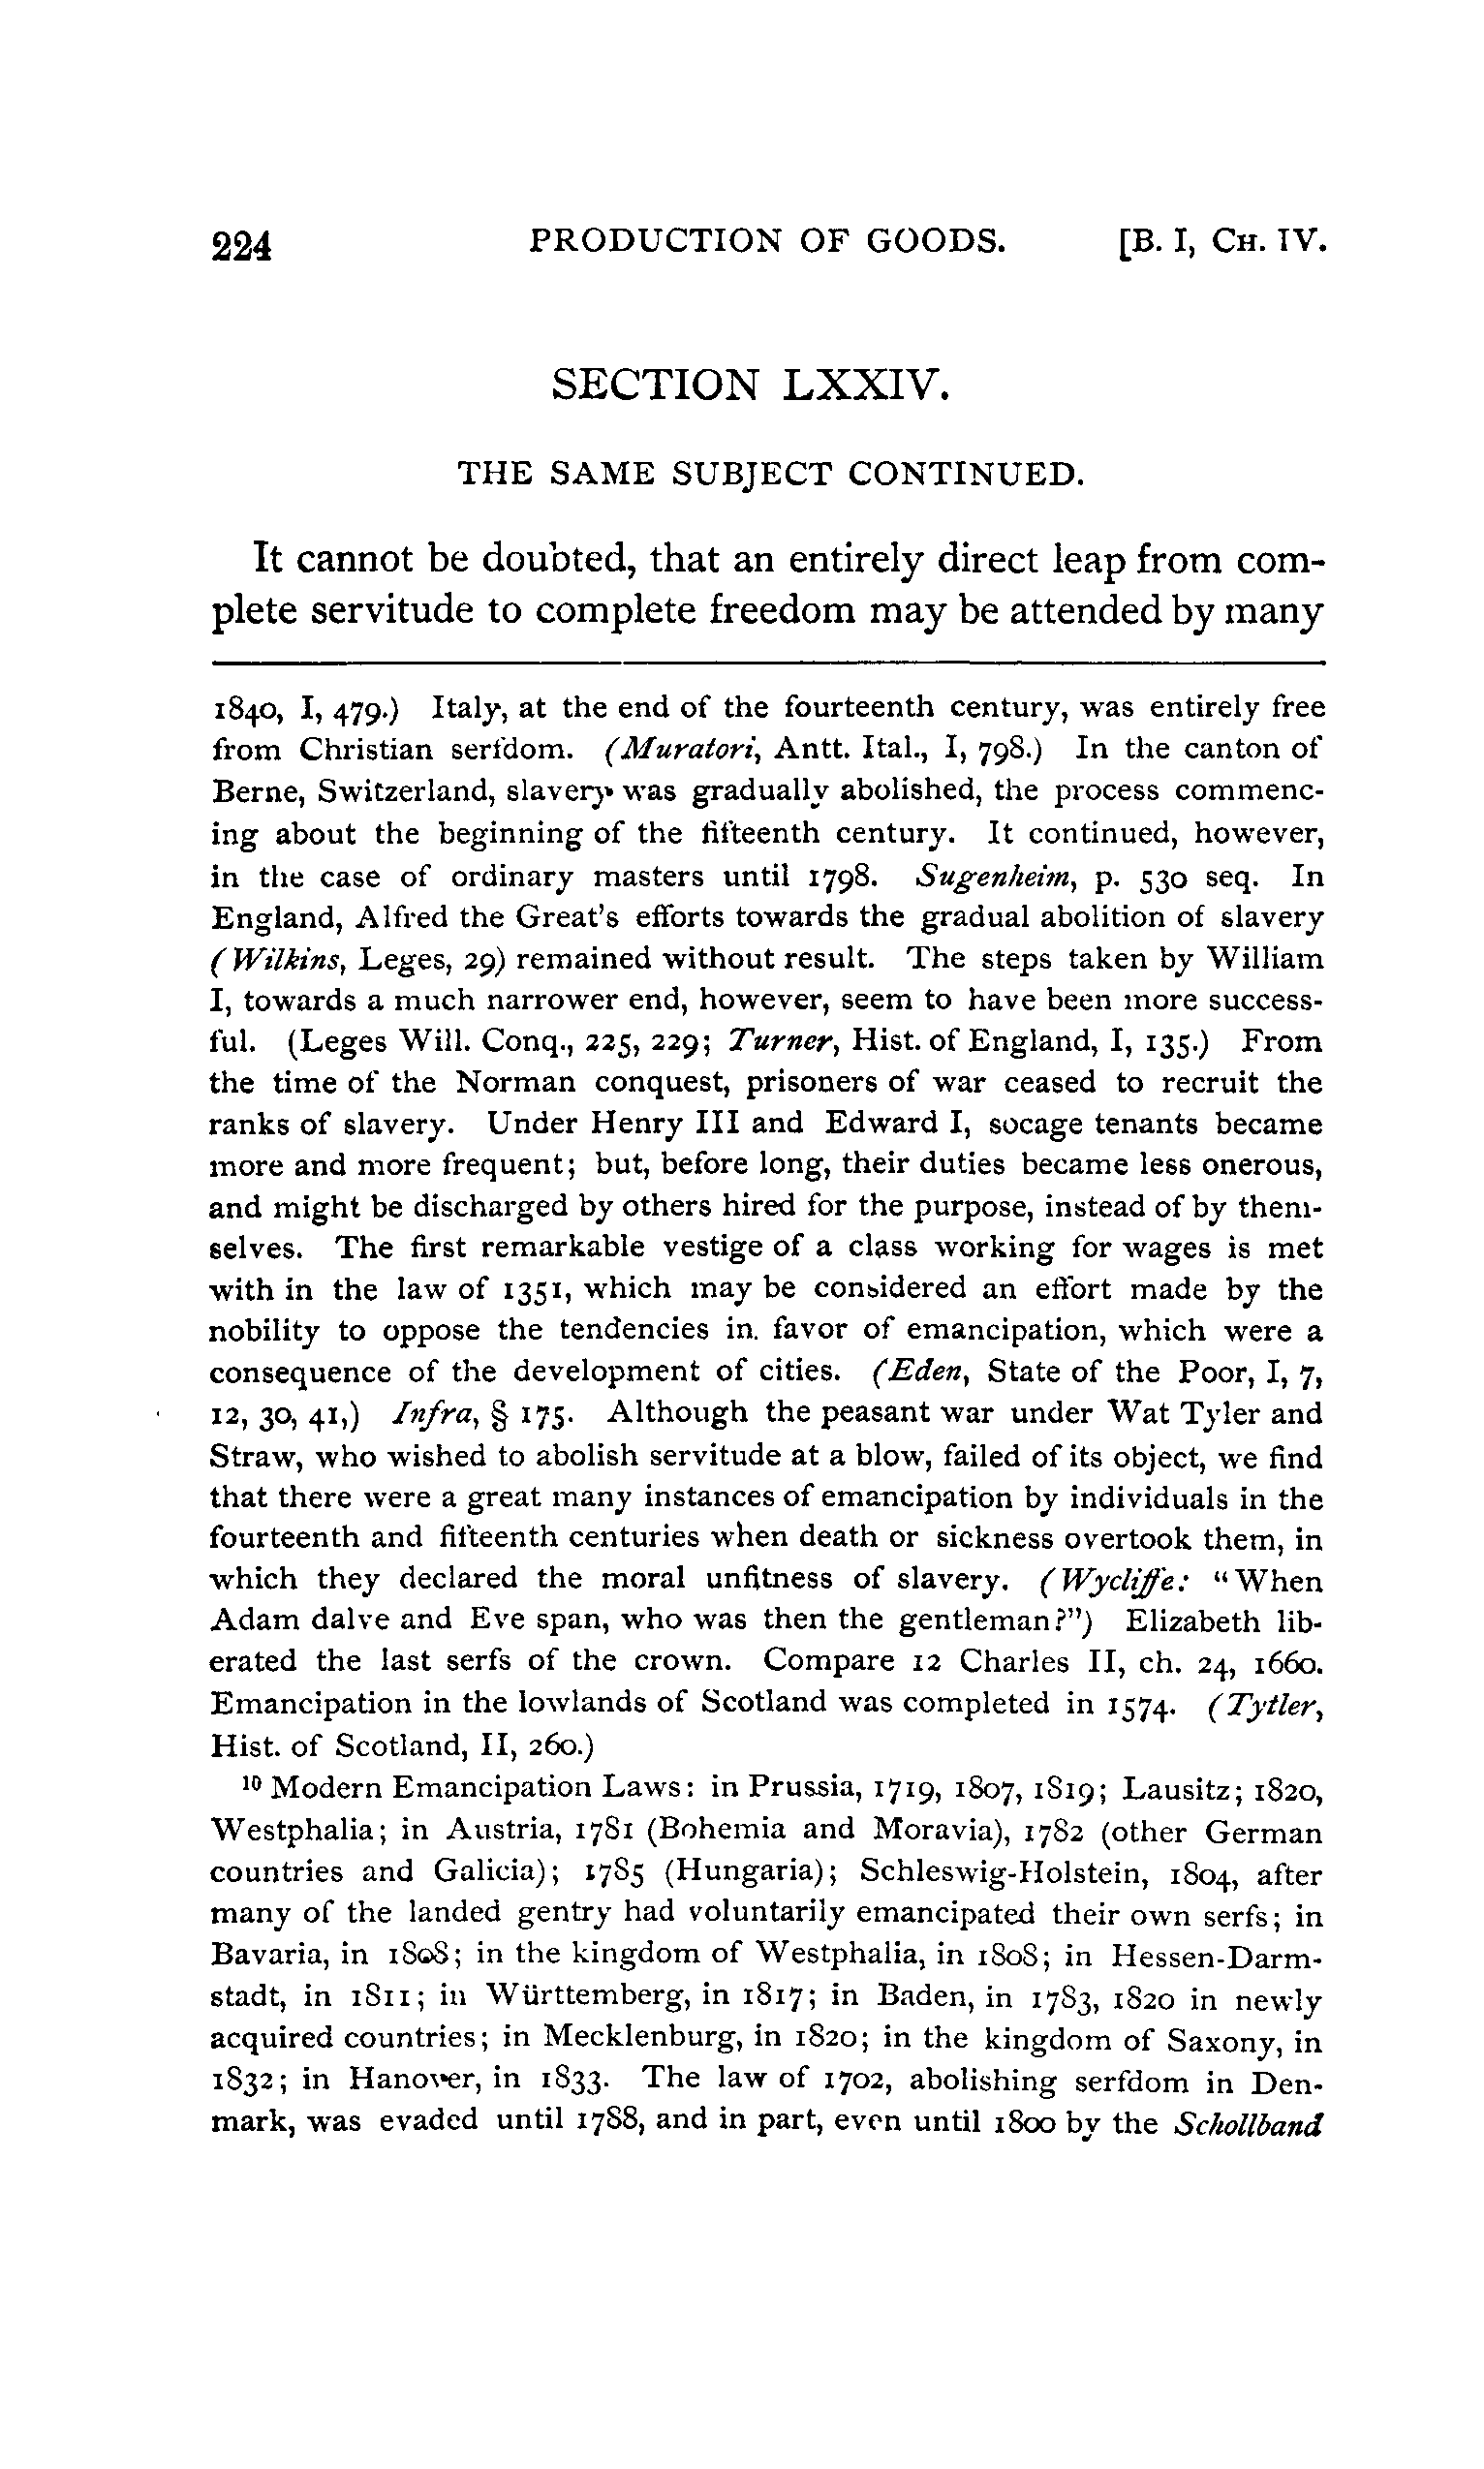 224 PRODUCTION OF GOODS. [B. I, CH. IV.
SECTION LXXIV.
THE SAME SUBJECT CONTINUED.
It cannot be doubted, that an entirely direct leap from com-
plete servitude to complete freedom may be attended by many
1840, I, 479.) Italy, at the end of the fourteenth century, was entirely free
from Christian serfdom. (Muratori, Antt. Ital., I, 798.) In the canton of
Berne, Switzerland, slavery was gradually abolished, the process commenc-
ing about the beginning of the fifteenth century. It continued, however,
in the case of ordinary masters until 1798. Sugenheim, p. 530 seq. In
England, Alfred the Great's efforts towards the gradual abolition of slavery
(Wilkins, Leges, 29) remained without result. The steps taken by William
I, towards a much narrower end, however, seem to have been more success-
ful. (Leges Will. Conq., 225, 229; Turner, Hist. of England, I, 135.) From
the time of the Norman conquest, prisoners of war ceased to recruit the
ranks of slavery. Under Henry III and Edward I, socage tenants became
more and more frequent; but, before long, their duties became less onerous,
and might be discharged by others hired for the purpose, instead of by them-
selves. The first remarkable vestige of a class working for wages is met
with in the law of 1351, which may be considered an effort made by the
nobility to oppose the tendencies in. favor of emancipation, which were a
consequence of the development of cities. (Eden, State of the Poor, I, 7,
12, 30, 41,) Infra, § 175. Although the peasant war under Wat Tyler and
Straw, who wished to abolish servitude at a blow, failed of its object, we find
that there were a great many instances of emancipation by individuals in the
fourteenth and fifteenth centuries when death or sickness overtook them, in
which they declared the moral unfitness of slavery. (Wycliffe: "When
Adam dalve and Eve span, who was then the gentleman?") Elizabeth lib-
erated the last serfs of the crown. Compare 12 Charles II, ch. 24, 1660.
Emancipation in the lowlands of Scotland was completed in 1574. (Tytler,
Hist. of Scotland, II, 260.)
10 Modern Emancipation Laws: in Prussia, 1719, 1807, 1819; Lausitz; 1820,
Westphalia; in Austria, 1781 (Bohemia and Moravia), 1782 (other German
countries and Galicia); 1785 (Hungaria); Schleswig-Holstein, 1804, after
many of the landed gentry had voluntarily emancipated their own serfs; in
Bavaria, in 1808; in the kingdom of Westphalia, in 1808; in Hessen-Darm-
stadt, in 1811; in Württemberg, in 1817; in Baden, in 1783, 1820 in newly
acquired countries; in Mecklenburg, in 1820; in the kingdom of Saxony, in
1832; in Hanover, in 1833. The law of 1702, abolishing serfdom in Den-
mark, was evaded until 1788, and in part, even until 1800 by the Schollband